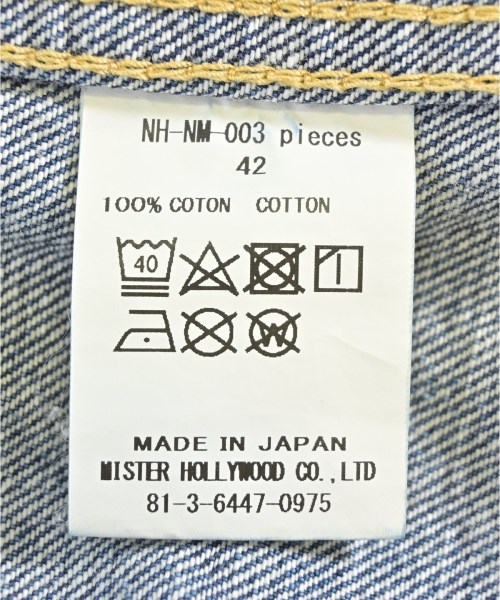 NH-NM-003 pieces
42
100% COTON COTTON
40
W
MADE IN JAPAN
MISTER HOLLYWOOD CO.,LTD
81-3-6447-0975